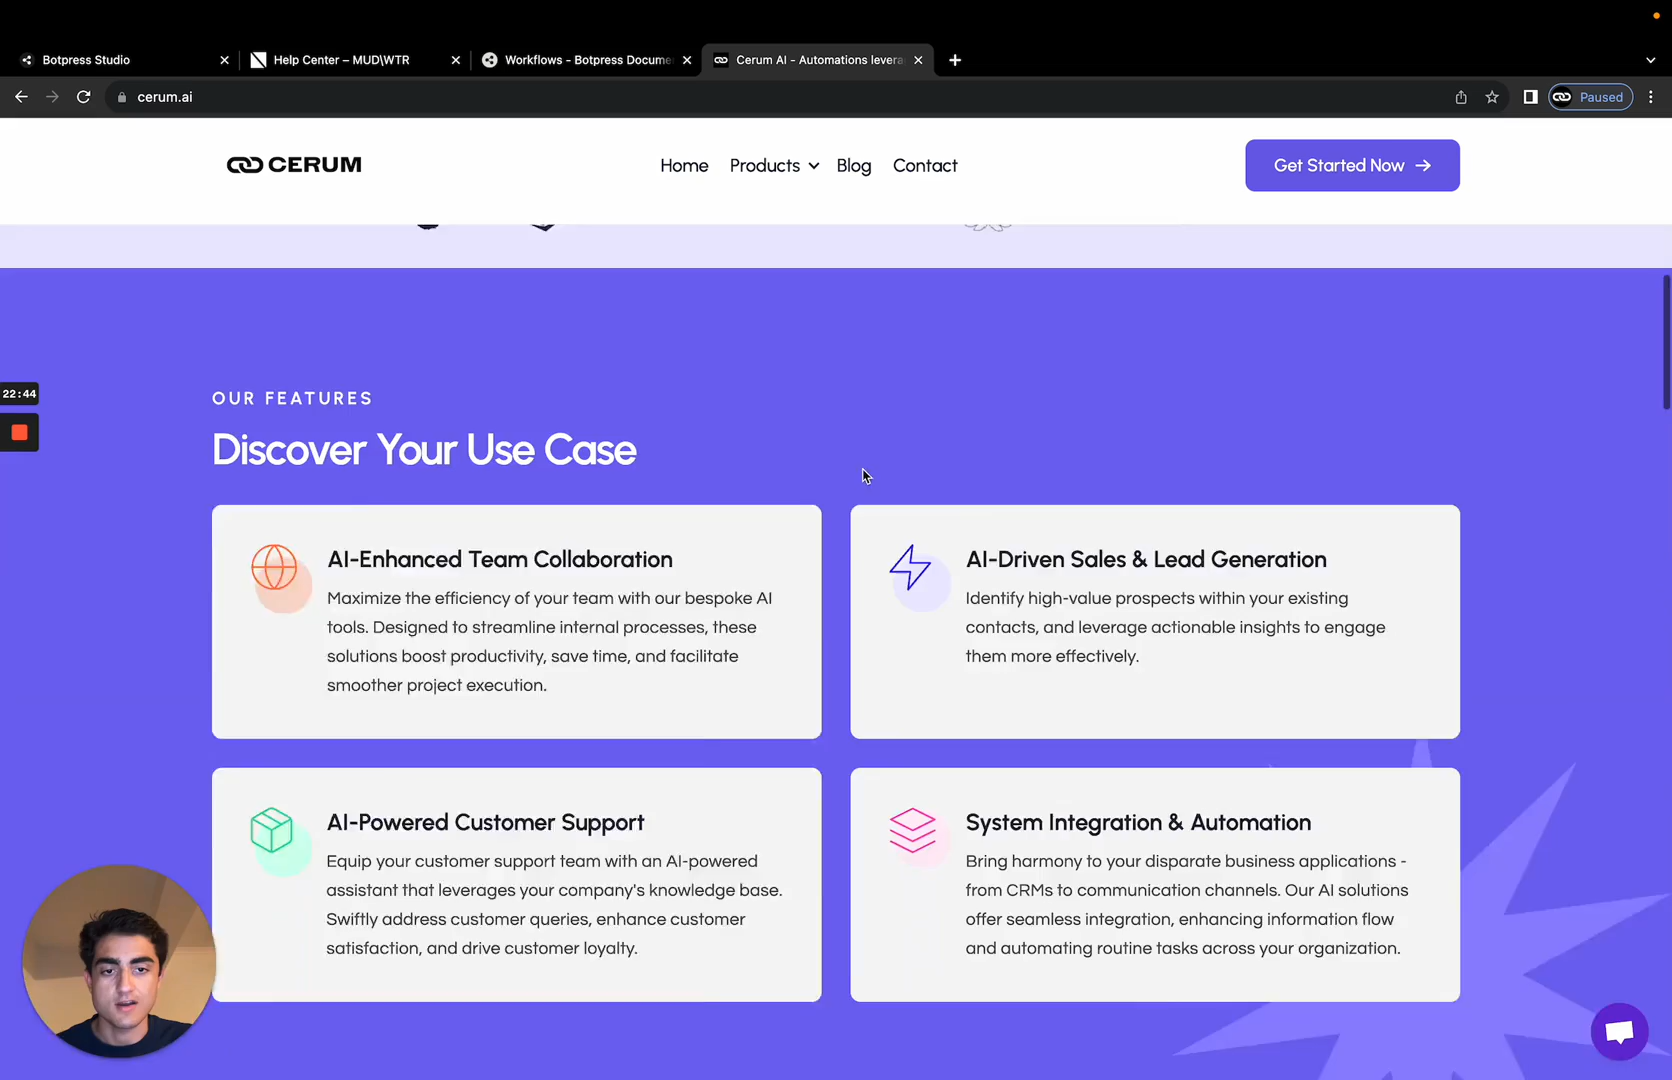 Botpress Studio
Help Center – MUD\WTR
Workflows - Botpress Docume
Cerum AI - Automations levera
cerum.ai
Paused
CERUM
Home
Products
Blog
Contact
Get Started Now
22:44
OUR FEATURES
Discover Your Use Case
AI-Enhanced Team Collaboration
Maximize the efficiency of your team with our bespoke AI
tools. Designed to streamline internal processes, these
solutions boost productivity, save time, and facilitate
smoother project execution.
AI-Driven Sales & Lead Generation
Identify high-value prospects within your existing
contacts, and leverage actionable insights to engage
them more effectively.
AI-Powered Customer Support
Equip your customer support team with an AI-powered
assistant that leverages your company's knowledge base.
Swiftly address customer queries, enhance customer
satisfaction, and drive customer loyalty.
System Integration & Automation
Bring harmony to your disparate business applications -
from CRMs to communication channels. Our AI solutions
offer seamless integration, enhancing information flow
and automating routine tasks across your organization.